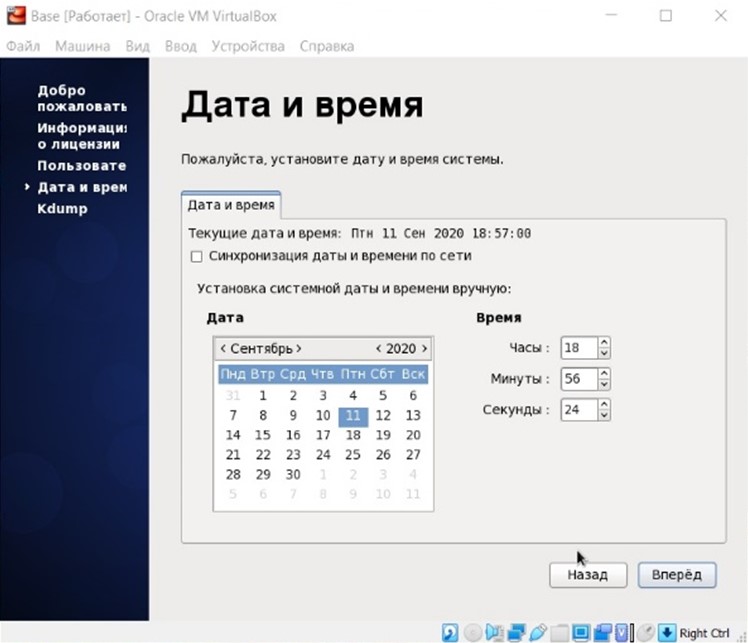 Base [Работает] - Oracle VM VirtualBox
Файл Машина Вид Ввод Устройства Справка
Добро
пожаловать
Информаци
о лицензии
Пользовате
Дата и врем
Kdump
Дата и время
Пожалуйста, установите дату и время системы.
Дата и время
Текущие дата и время: Птн 11 Сен 2020 18:57:00
Синхронизация даты и времени по сети
Установка системной даты и времени вручную:
Дата
< Сентябрь > < 2020 >
Пнд Втр Срд Чтв Птн Сбт Вск
31 1 2 3 4 5 6
7 8 9 10 11 12 13
14 15 16 17 18 19 20
21 22 23 24 25 26 27
28 29 30 1 2 3 4
5 6 7 8 9 10 11
Время
Часы : 18
Минуты : 56
Секунды : 24
Назад Вперёд
Right Ctrl